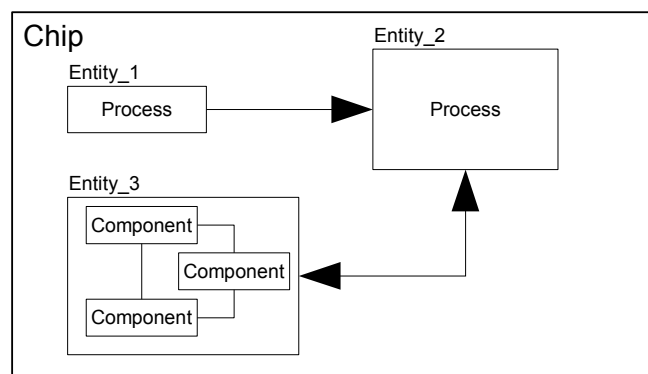 Chip
Entity_2
Entity_1
Process
Process
Entity_3
Component
Component
Component